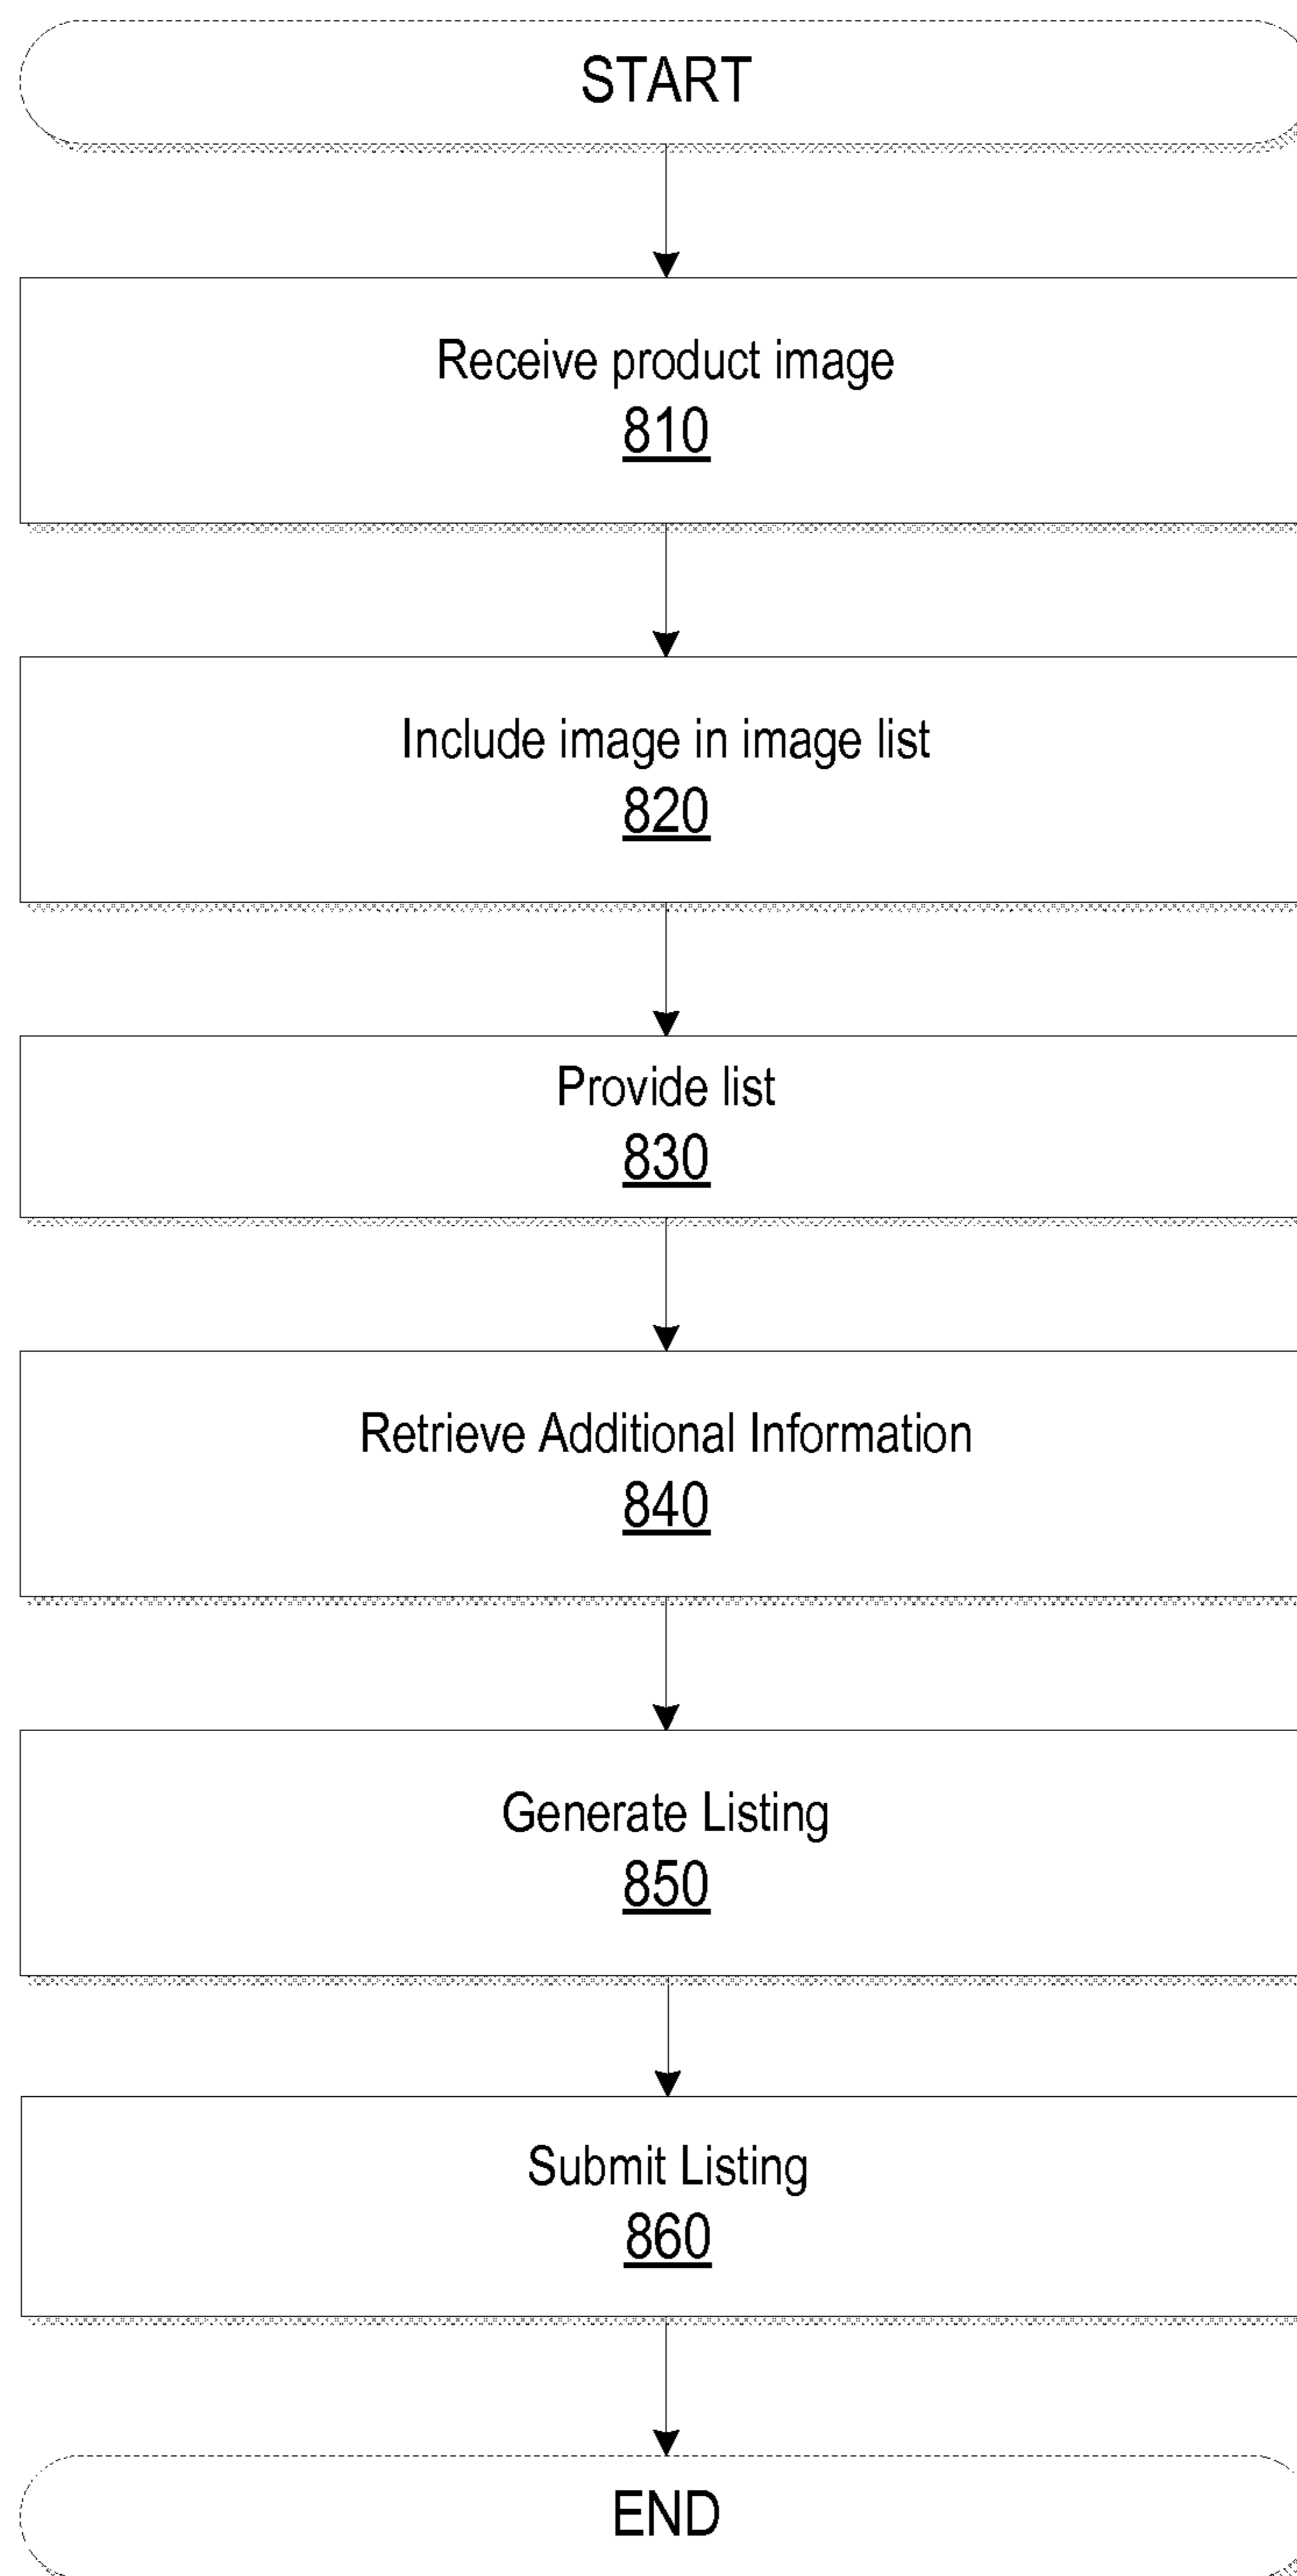 START
Receive product image
810
Include image in image list
820
Provide list
830
Retrieve Additional Information
840
Generate Listing
850
Submit Listing
860
END